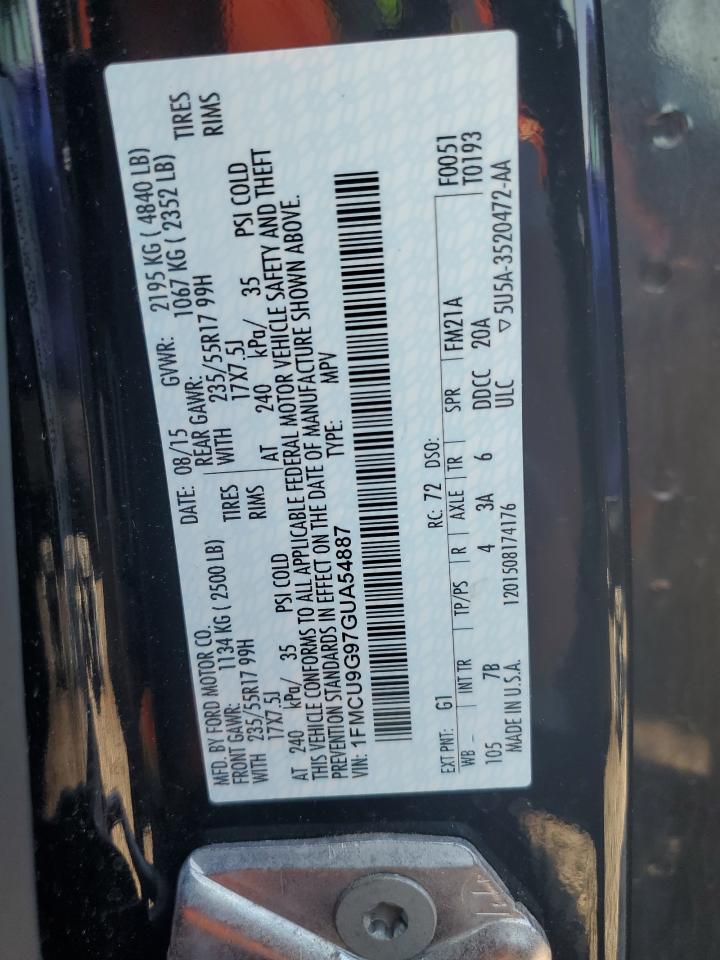 MFD. BY FORD MOTOR CO.
DATE: 08/15 GVWR: 2195 KG ( 4840 LB)
FRONT GAWR: 1134 KG ( 2500 LB) REAR GAWR: 1067 KG ( 2352 LB)
WITH 235/55R17 99H TIRES WITH 235/55R17 99H TIRES
17X7.5J RIMS 17X7.5J RIMS
AT 240 kPa/ 35 PSI COLD AT 240 kPa/ 35 PSI COLD
THIS VEHICLE CONFORMS TO ALL APPLICABLE FEDERAL MOTOR VEHICLE SAFETY AND THEFT
PREVENTION STANDARDS IN EFFECT ON THE DATE OF MANUFACTURE SHOWN ABOVE.
VIN: 1FMCU9G97GUA54887 TYPE: MPV
EXT PNT: G1 RC: 72 DSO: F0051
WB INT TR TP/PS R AXLE TR SPR FM21A T0193
105 7B 4 3A 6 DDCC 20A
MADE IN U.S.A. 1201508174176 ULC ▽5U5A-3520472-AA